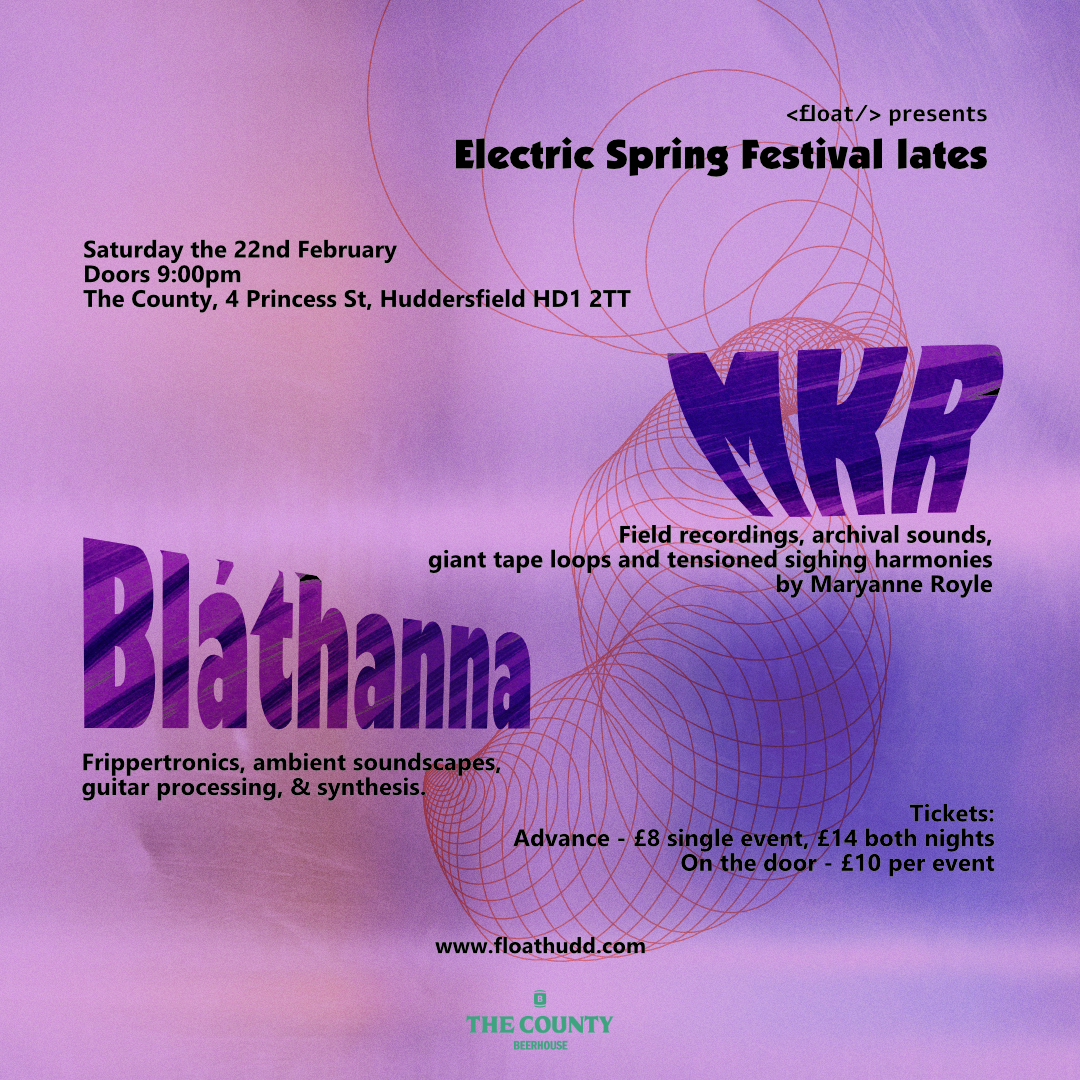 <float/> presents
Electric Spring Festival lates
Saturday the 22nd February
Doors 9:00pm
The County, 4 Princess St, Huddersfield HD1 2TT
MKR
Field recordings, archival sounds,
giant tape loops and tensioned sighing harmonies
by Maryanne Royle
Bláthanna
Frippertronics, ambient soundscapes,
guitar processing, & synthesis.
Tickets:
Advance - £8 single event, £14 both nights
On the door - £10 per event
www.floathudd.com
THE COUNTY
BEERHOUSE